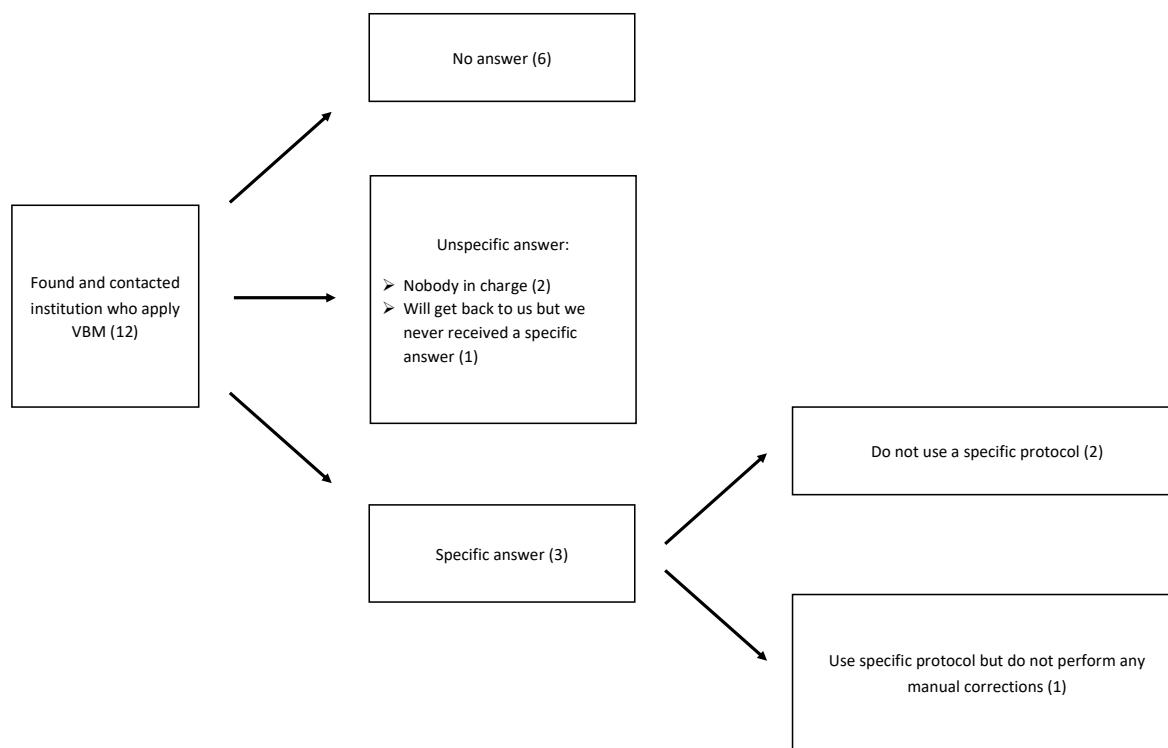 No answer (6)
Found and contacted
institution who apply
VBM (12)
Unspecific answer:
➢ Nobody in charge (2)
➢ Will get back to us but we
never received a specific
answer (1)
Specific answer (3)
Do not use a specific protocol (2)
Use specific protocol but do not perform any
manual corrections (1)